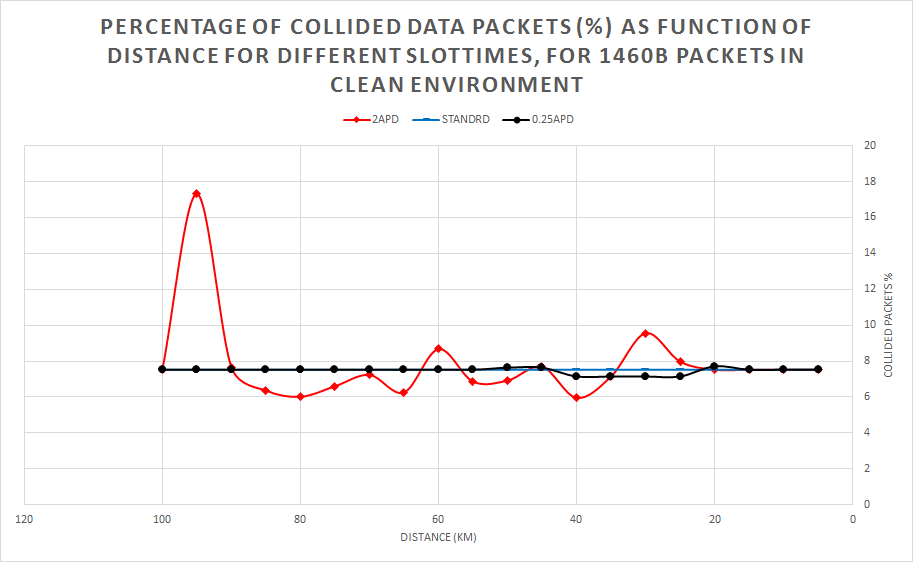 PERCENTAGE OF COLLIDED DATA PACKETS (%) AS FUNCTION OF
DISTANCE FOR DIFFERENT SLOTTIMES, FOR 1460B PACKETS IN
CLEAN ENVIRONMENT
2APD STANDRD 0.25APD
20
18
16
14
12
10
8
6
4
2
0
COLLIDED PACKETS %
120 100 80 60 40 20 0
DISTANCE (KM)